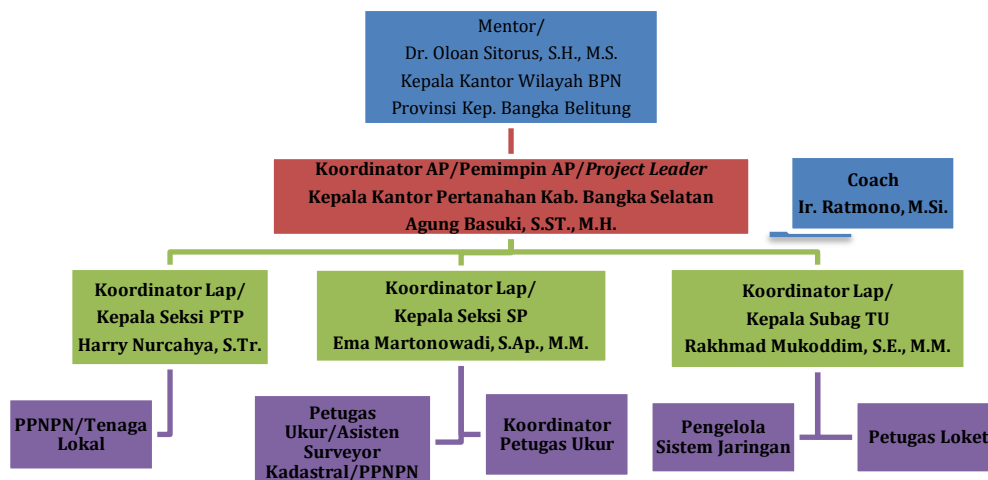 Mentor/
Dr. Oloan Sitorus, S.H., M.S.
Kepala Kantor Wilayah BPN
Provinsi Kep. Bangka Belitung
Koordinator AP/Pemimpin AP/Project Leader
Kepala Kantor Pertanahan Kab. Bangka Selatan
Agung Basuki, S.ST., M.H.
Coach
Ir. Ratmono, M.Si.
Koordinator Lap/
Kepala Seksi PTP
Harry Nurcahya, S.Tr.
Koordinator Lap/
Kepala Seksi SP
Ema Martonowadi, S.Ap., M.M.
Koordinator Lap/
Kepala Subag TU
Rakhmad Mukoddim, S.E., M.M.
PPNPN/Tenaga
Lokal
Petugas
Ukur/Asisten
Surveyor
Kadastral/PPNPN
Koordinator
Petugas Ukur
Pengelola
Sistem Jaringan
Petugas Loket